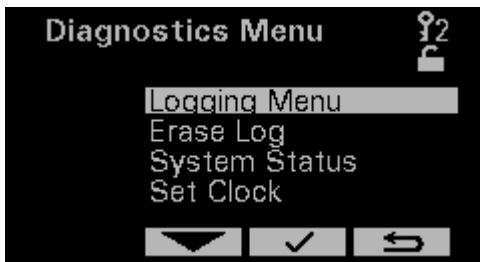 Diagnostics Menu 2
Logging Menu
Erase Log
System Status
Set Clock